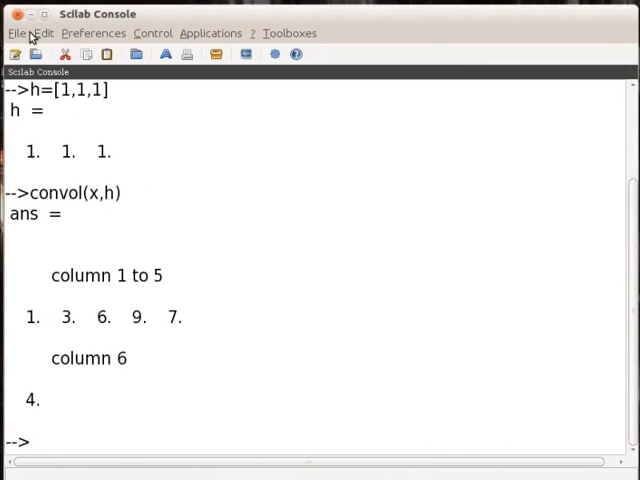 Scilab Console
File Edit Preferences Control Applications ? Toolboxes
Scilab Console
-->h=[1,1,1]
h =
1. 1. 1.
-->convol(x,h)
ans =
column 1 to 5
1. 3. 6. 9. 7.
column 6
4.
-->